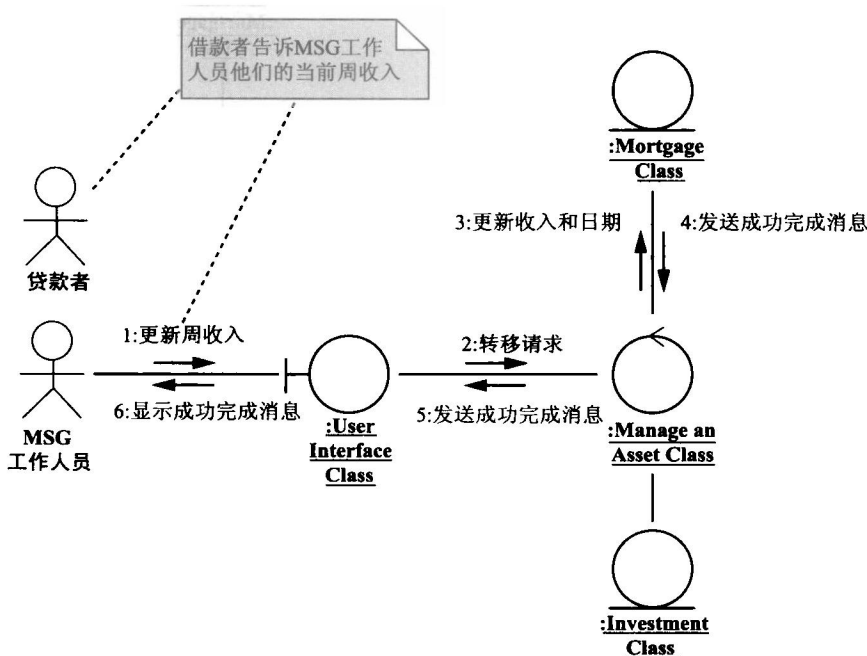 借款者告诉MSG工作
人员他们的当前周收入
:Mortgage
Class
3:更新收入和日期
4:发送成功完成消息
贷款者
1:更新周收入
2:转移请求
6:显示成功完成消息
5:发送成功完成消息
MSG
工作人员
:User
Interface
Class
:Manage an
Asset Class
:Investment
Class